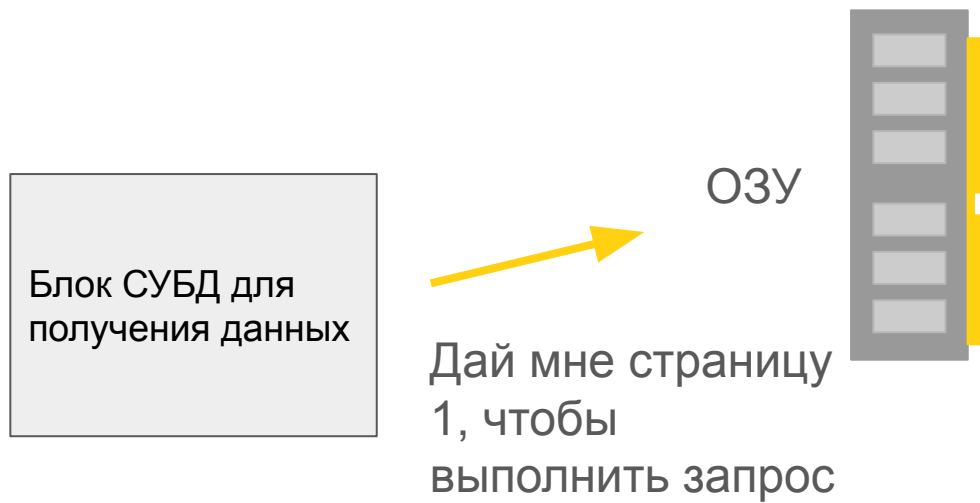 ОЗУ
Блок СУБД для
получения данных
Дай мне страницу
1, чтобы
выполнить запрос